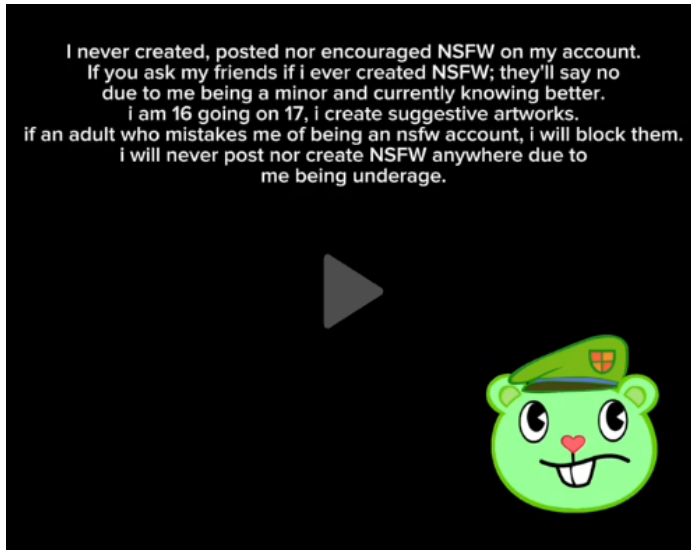 I never created, posted nor encouraged NSFW on my account.
If you ask my friends if i ever created NSFW; they'll say no
due to me being a minor and currently knowing better.
i am 16 going on 17, i create suggestive artworks.
if an adult who mistakes me of being an nsfw account, i will block them.
i will never post nor create NSFW anywhere due to
me being underage.